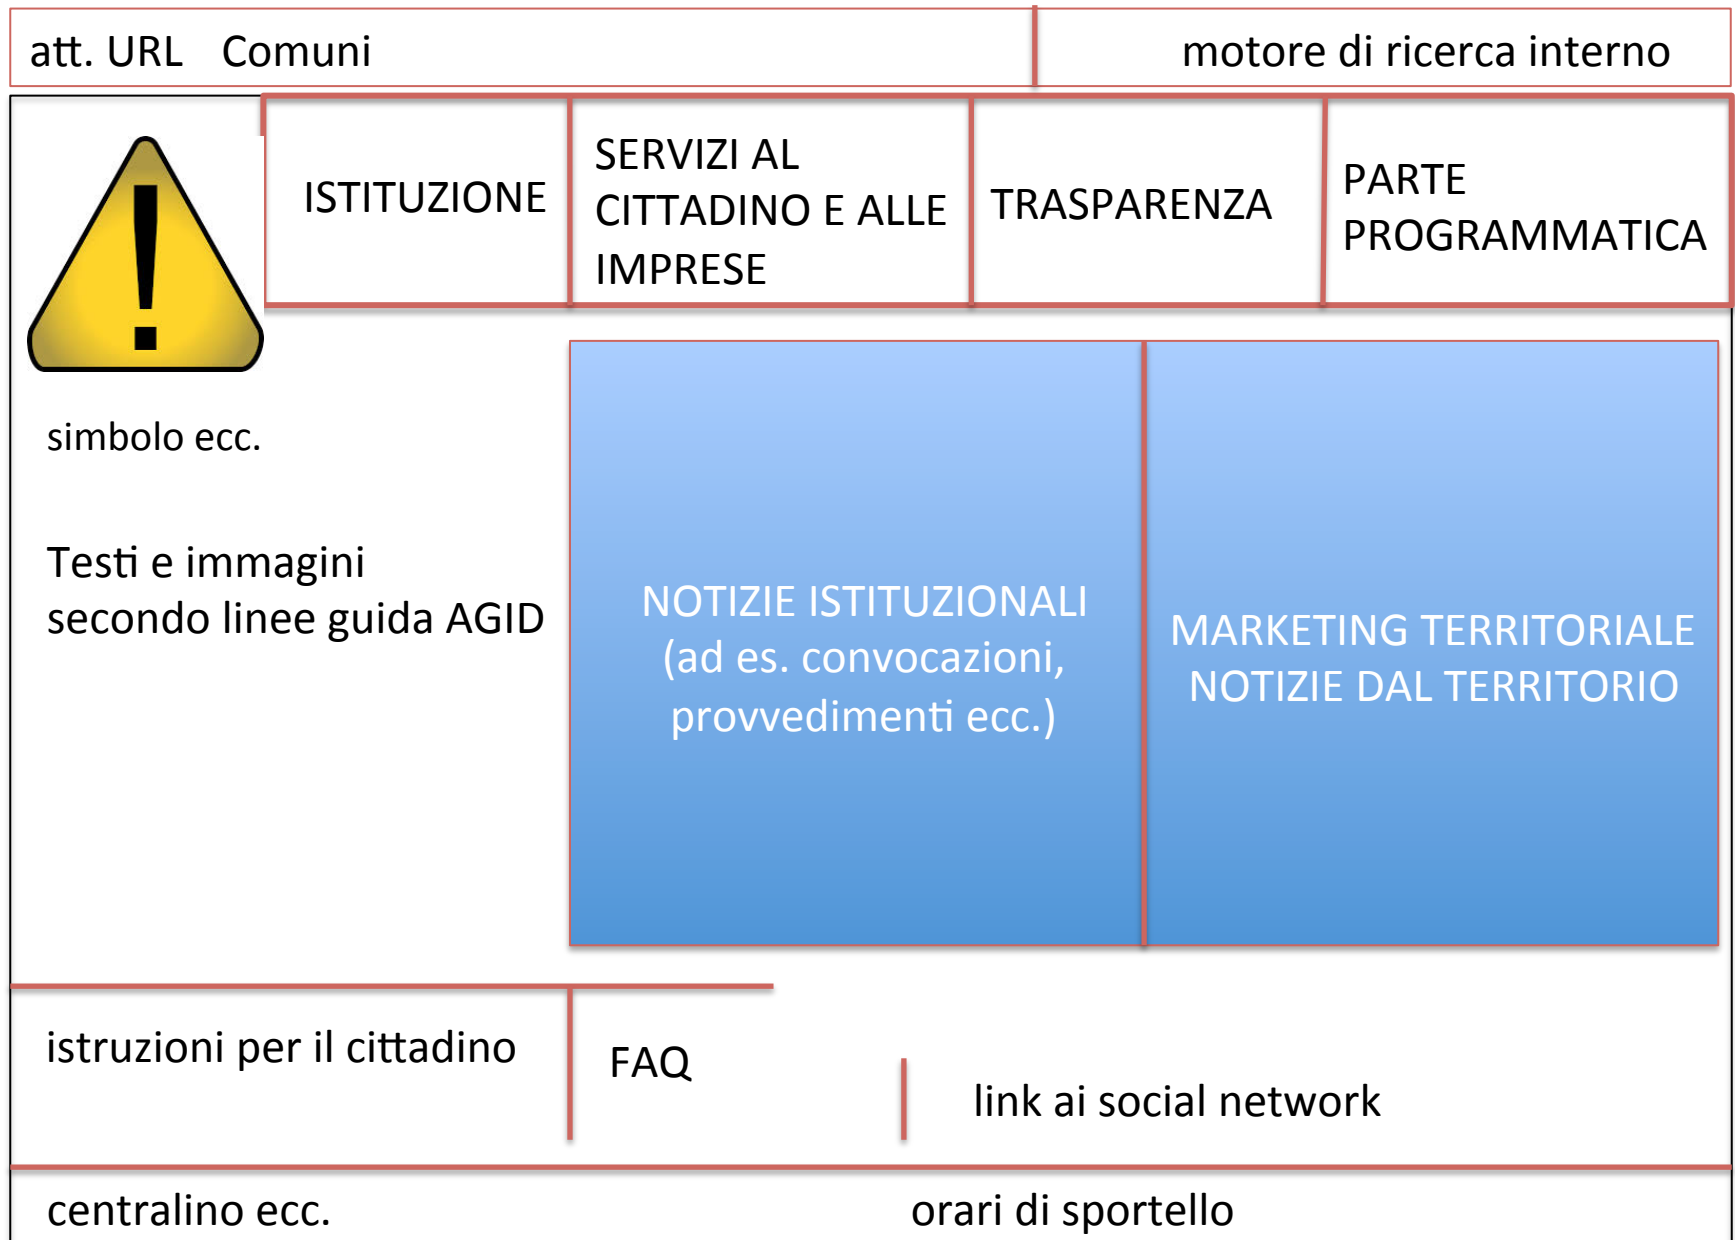 att. URL Comuni
motore di ricerca interno
ISTITUZIONE
SERVIZI AL
CITTADINO E ALLE
IMPRESE
TRASPARENZA
PARTE
PROGRAMMATICA
!
simbolo ecc.
Testi e immagini
secondo linee guida AGID
NOTIZIE ISTITUZIONALI
(ad es. convocazioni,
provvedimenti ecc.)
MARKETING TERRITORIALE
NOTIZIE DAL TERRITORIO
istruzioni per il cittadino
FAQ
link ai social network
centralino ecc.
orari di sportello